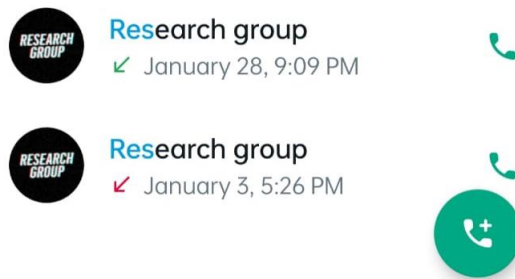 RESEARCH
GROUP
Research group
January 28, 9:09 PM
RESEARCH
GROUP
Research group
January 3, 5:26 PM